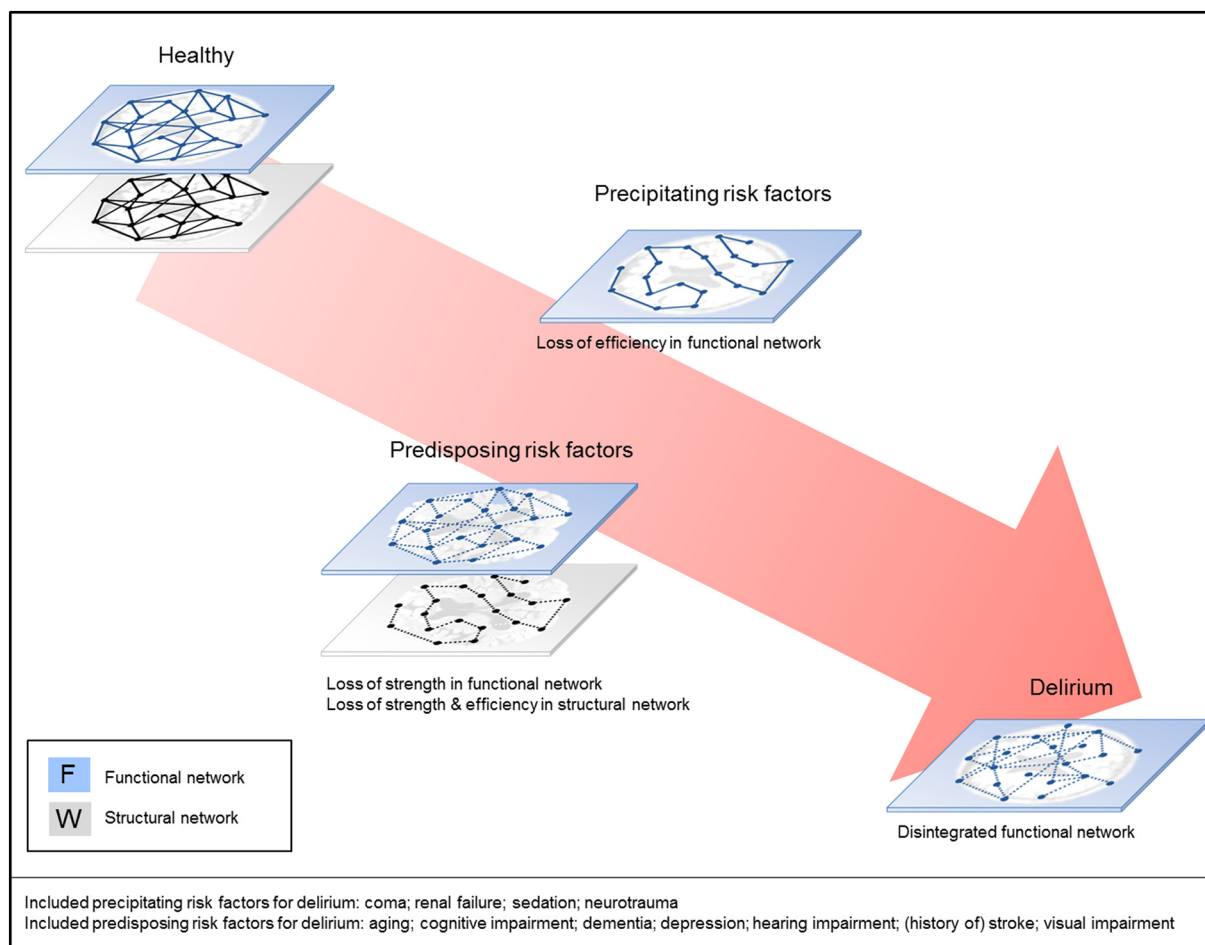 Healthy
Precipitating risk factors
Loss of efficiency in functional network
Predisposing risk factors
Loss of strength in functional network
Loss of strength & efficiency in structural network
Delirium
Disintegrated functional network
F Functional network
W Structural network
Included precipitating risk factors for delirium: coma; renal failure; sedation; neurotrauma
Included predisposing risk factors for delirium: aging; cognitive impairment; dementia; depression; hearing impairment; (history of) stroke; visual impairment